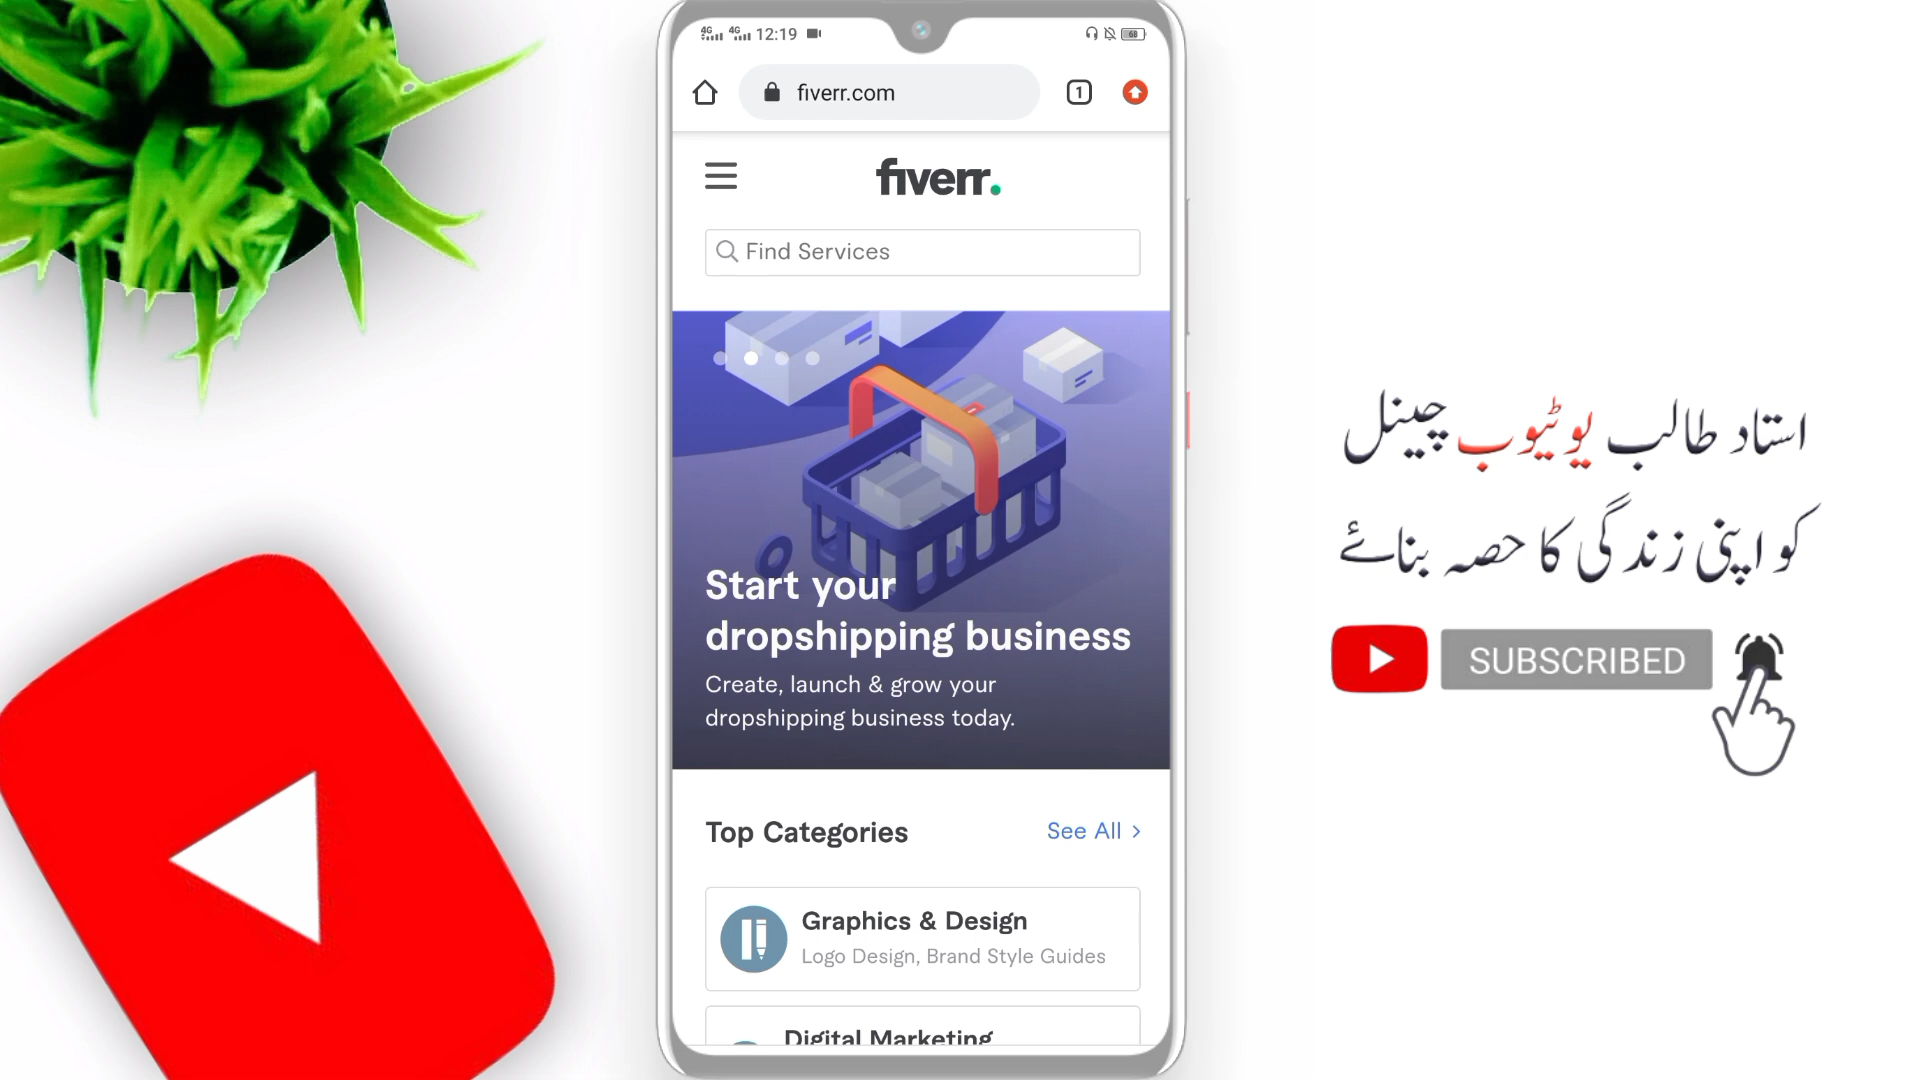 4G 4G 12:19 68
fiverr.com 1
fiverr.
Find Services
Start your
dropshipping business
Create, launch & grow your
dropshipping business today.
Top Categories See All >
Graphics & Design
Logo Design, Brand Style Guides
Digital Marketing
استاد طالب یوٹیوب چینل
کو اپنی زندگی کا حصہ بنائے
SUBSCRIBED